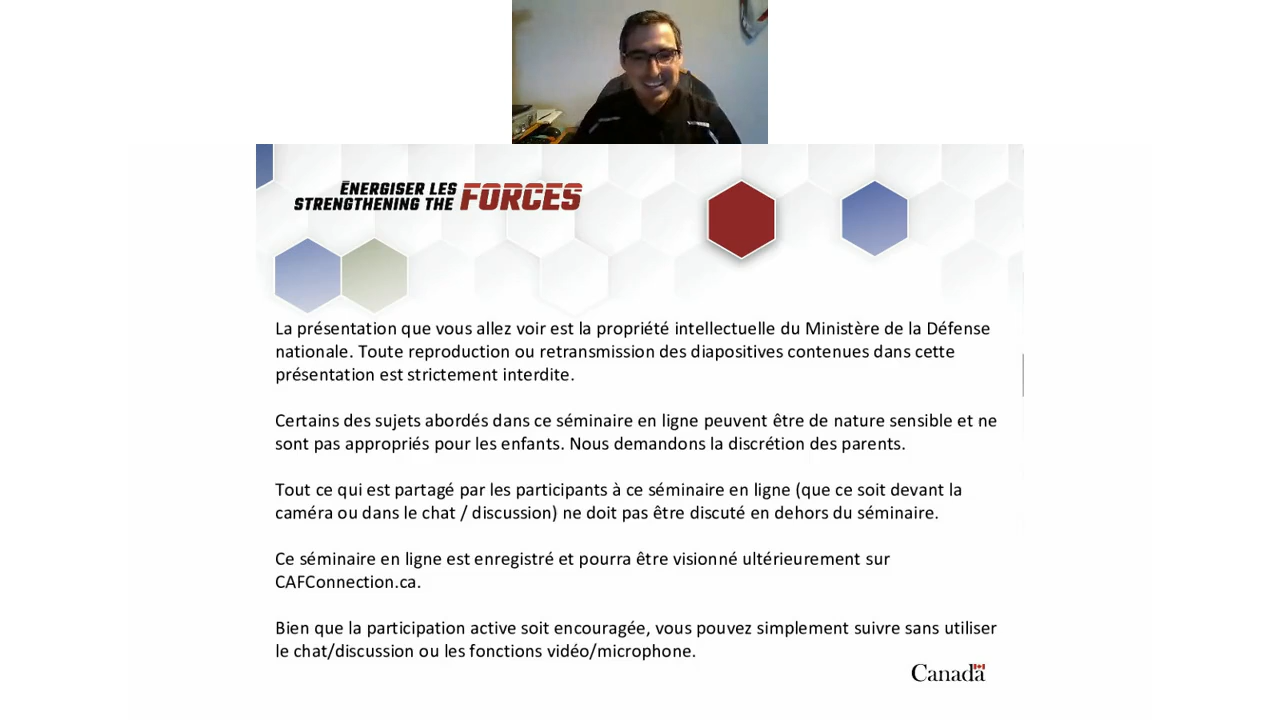 ÉNERGISER LES
STRENGTHENING THE FORCES
La présentation que vous allez voir est la propriété intellectuelle du Ministère de la Défense
nationale. Toute reproduction ou retransmission des diapositives contenues dans cette
présentation est strictement interdite.
Certains des sujets abordés dans ce séminaire en ligne peuvent être de nature sensible et ne
sont pas appropriés pour les enfants. Nous demandons la discrétion des parents.
Tout ce qui est partagé par les participants à ce séminaire en ligne (que ce soit devant la
caméra ou dans le chat / discussion) ne doit pas être discuté en dehors du séminaire.
Ce séminaire en ligne est enregistré et pourra être visionné ultérieurement sur
CAFConnection.ca.
Bien que la participation active soit encouragée, vous pouvez simplement suivre sans utiliser
le chat/discussion ou les fonctions vidéo/microphone.
Canada